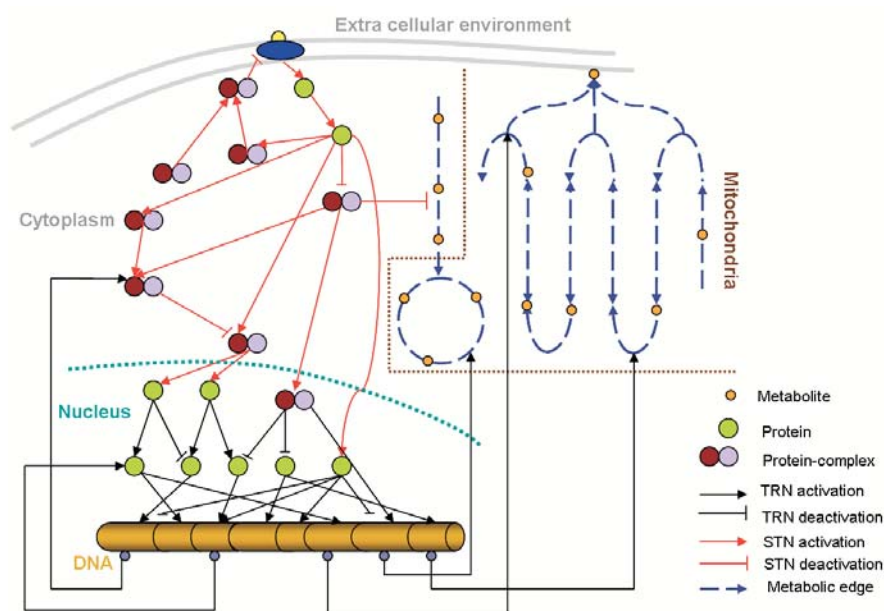 Extra cellular environment
Cytoplasm
Mitochondria
Nucleus
DNA
Metabolite
Protein
Protein-complex
TRN activation
TRN deactivation
STN activation
STN deactivation
Metabolic edge